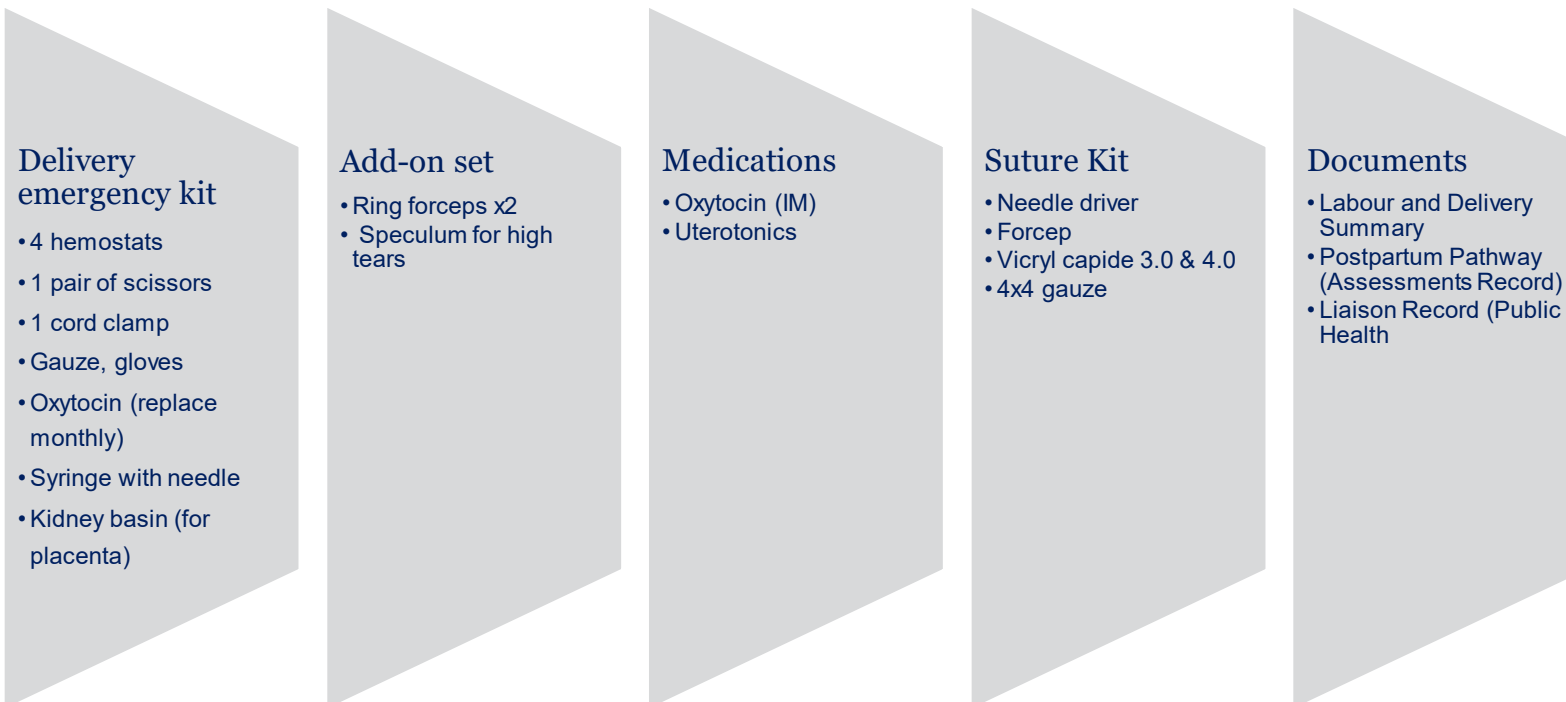 Delivery
emergency kit
• 4 hemostats
• 1 pair of scissors
• 1 cord clamp
• Gauze, gloves
• Oxytocin (replace
monthly)
• Syringe with needle
• Kidney basin (for
placenta)
Add-on set
• Ring forceps x2
• Speculum for high
tears
Medications
• Oxytocin (IM)
• Uterotonics
Suture Kit
• Needle driver
• Forcep
• Vicryl capide 3.0 & 4.0
• 4x4 gauze
Documents
• Labour and Delivery
Summary
• Postpartum Pathway
(Assessments Record)
• Liaison Record (Public
Health